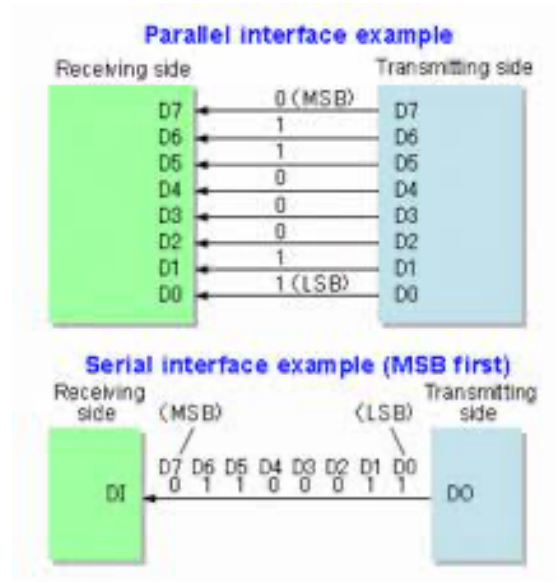 Parallel interface example
Receiving side Transmitting side
D7 0 (MSB) D7
D6 1 D6
D5 1 D5
D4 0 D4
D3 0 D3
D2 0 D2
D1 1 D1
D0 1 (LSB) D0
Serial interface example (MSB first)
Receiving side Transmitting side
(MSB) (LSB)
D7 D6 D5 D4 D3 D2 D1 D0
0 1 1 0 0 0 1 1
DI DO